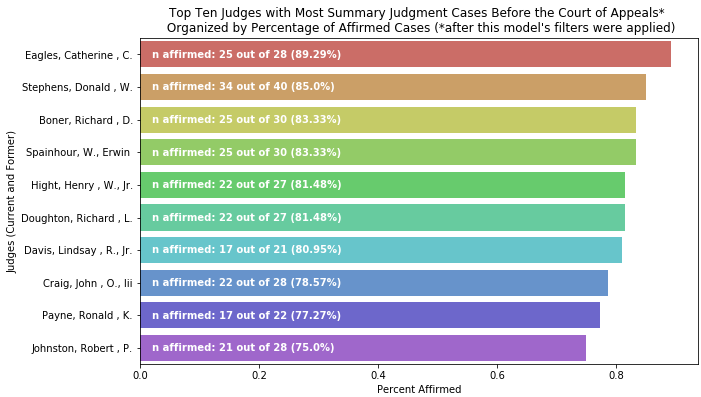 Top Ten Judges with Most Summary Judgment Cases Before the Court of Appeals*
Organized by Percentage of Affirmed Cases (*after this model's filters were applied)
Judges (Current and Former)
Eagles, Catherine , C.
n affirmed: 25 out of 28 (89.29%)
Stephens, Donald , W.
n affirmed: 34 out of 40 (85.0%)
Boner, Richard , D.
n affirmed: 25 out of 30 (83.33%)
Spainhour, W., Erwin
n affirmed: 25 out of 30 (83.33%)
Hight, Henry , W., Jr.
n affirmed: 22 out of 27 (81.48%)
Doughton, Richard , L.
n affirmed: 22 out of 27 (81.48%)
Davis, Lindsay , R., Jr.
n affirmed: 17 out of 21 (80.95%)
Craig, John , O., Iii
n affirmed: 22 out of 28 (78.57%)
Payne, Ronald , K.
n affirmed: 17 out of 22 (77.27%)
Johnston, Robert , P.
n affirmed: 21 out of 28 (75.0%)
0.0 0.2 0.4 0.6 0.8
Percent Affirmed